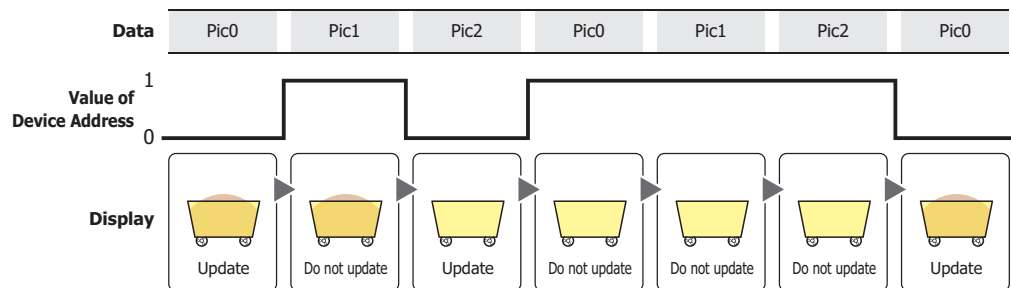 Data Pic0 Pic1 Pic2 Pic0 Pic1 Pic2 Pic0
1
Value of
Device Address
0
Display
Update Do not update Update Do not update Do not update Do not update Update